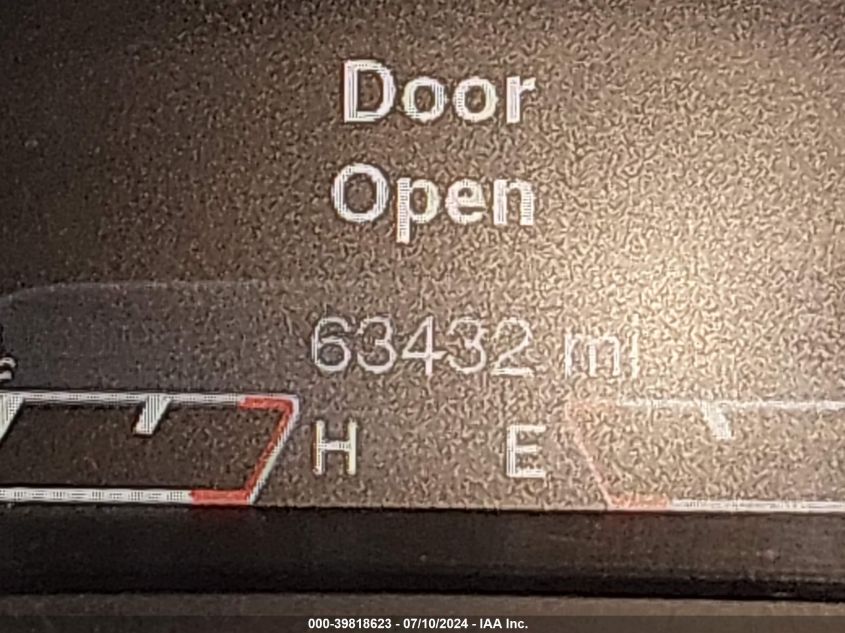 Door
Open
63432 mi
H E
000-39818623 - 07/10/2024 - IAA Inc.